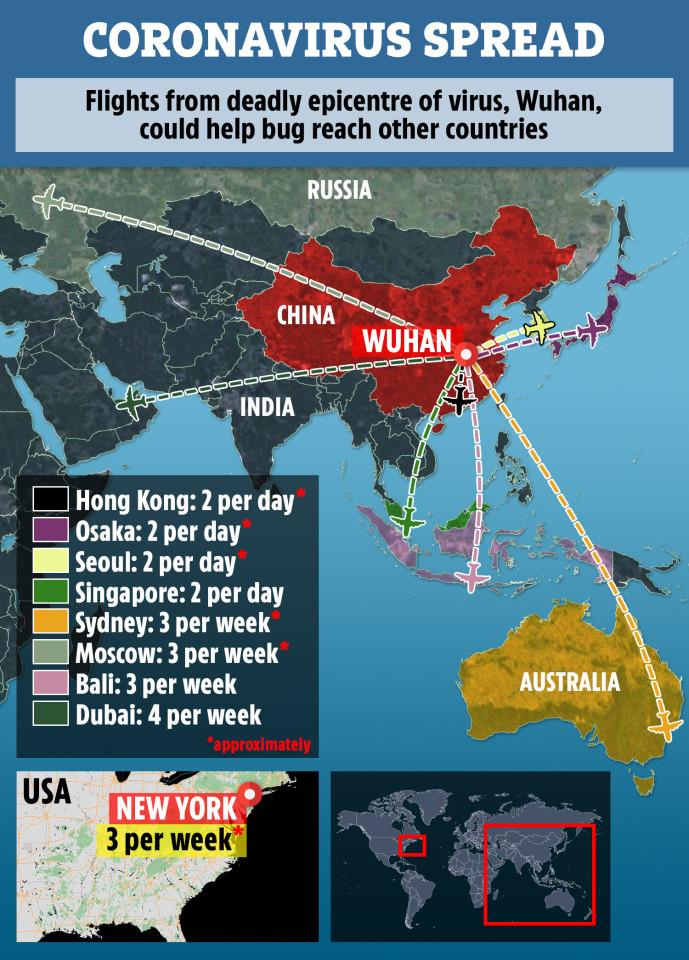 CORONAVIRUS SPREAD
Flights from deadly epicentre of virus, Wuhan,
could help bug reach other countries
RUSSIA
CHINA
WUHAN
INDIA
Hong Kong: 2 per day*
Osaka: 2 per day*
Seoul: 2 per day*
Singapore: 2 per day
Sydney: 3 per week*
Moscow: 3 per week*
Bali: 3 per week
Dubai: 4 per week
*approximately
AUSTRALIA
USA
NEW YORK
3 per week*